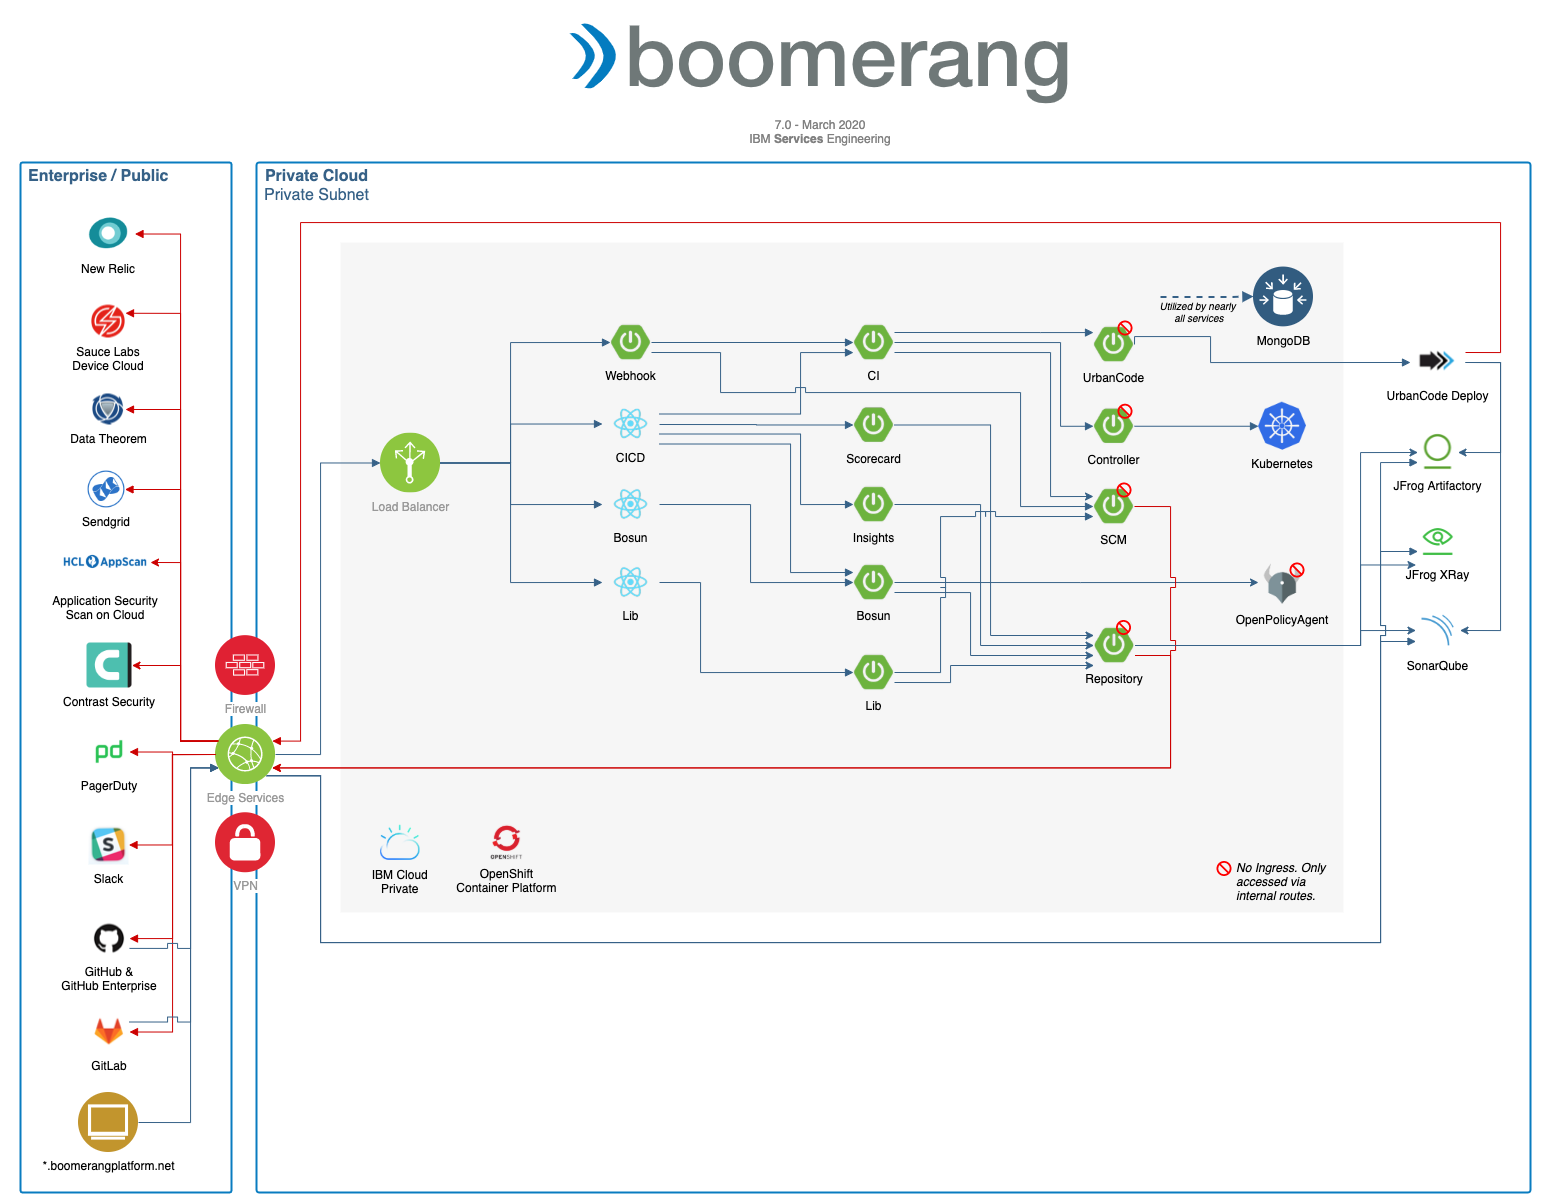 boomerang
7.0 - March 2020
IBM Services Engineering
Enterprise / Public
New Relic
Sauce Labs
Device Cloud
Data Theorem
Sendgrid
HCL AppScan
Application Security
Scan on Cloud
C
Contrast Security
pd
PagerDuty
S
Slack
GitHub &
GitHub Enterprise
GitLab
*.boomerangplatform.net
Firewall
Edge Services
VPN
Private Cloud
Private Subnet
Load Balancer
Webhook
CICD
Bosun
Lib
CI
Scorecard
Insights
Bosun
Lib
UrbanCode
Controller
SCM
Repository
Utilized by nearly
all services
MongoDB
Kubernetes
OpenPolicyAgent
UrbanCode Deploy
JFrog Artifactory
JFrog XRay
SonarQube
IBM Cloud
Private
OPENSHIFT
OpenShift
Container Platform
No Ingress. Only
accessed via
internal routes.